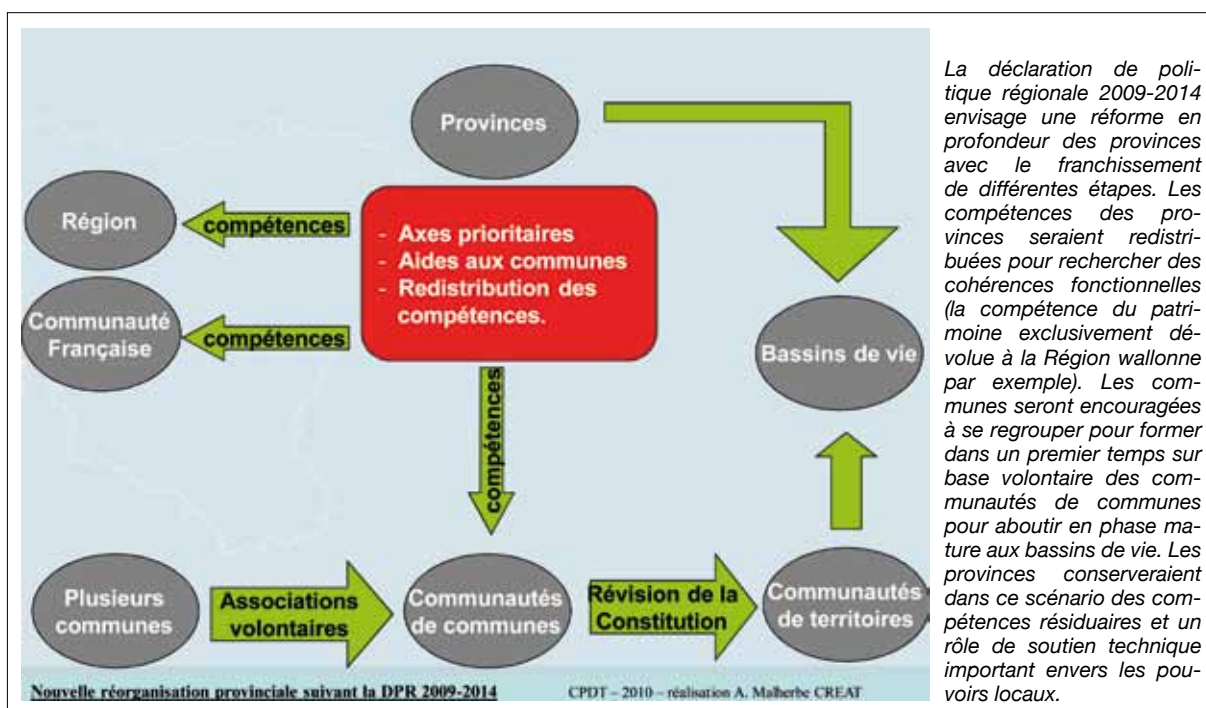 Provinces
Région
compétences
- Axes prioritaires
- Aides aux communes
- Redistribution des
compétences.
Communauté
Française
compétences
Bassins de vie
compétences
Plusieurs
communes
Associations
volontaires
Communautés
de communes
Révision de la
Constitution
Communautés
de territoires
Nouvelle réorganisation provinciale suivant la DPR 2009-2014
CPDT – 2010 – réalisation A. Malherbe CREAT
La déclaration de poli-
tique régionale 2009-2014
envisage une réforme en
profondeur des provinces
avec le franchissement
de différentes étapes. Les
compétences des pro-
vinces seraient redistri-
buées pour rechercher des
cohérences fonctionnelles
(la compétence du patri-
moine exclusivement dé-
volue à la Région wallonne
par exemple). Les com-
munes seront encouragées
à se regrouper pour former
dans un premier temps sur
base volontaire des com-
munautés de communes
pour aboutir en phase ma-
ture aux bassins de vie. Les
provinces conserveraient
dans ce scénario des com-
pétences résiduaires et un
rôle de soutien technique
important envers les pou-
voirs locaux.